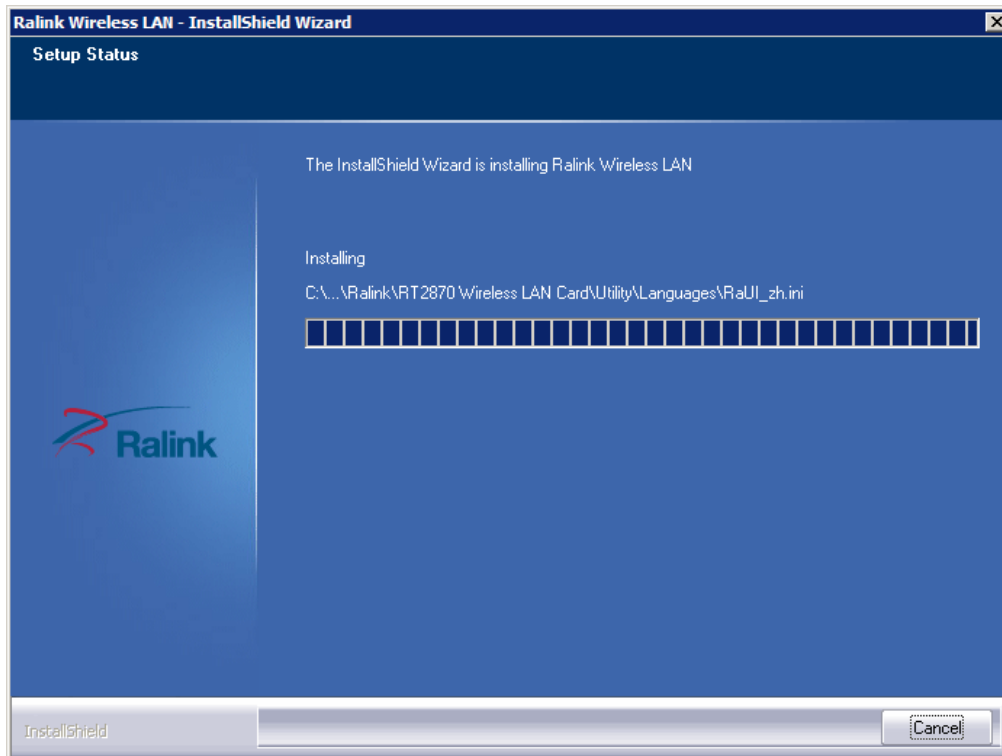 Ralink Wireless LAN - InstallShield Wizard
Setup Status
The InstallShield Wizard is installing Ralink Wireless LAN
Installing
C:\...\Ralink\RT2870 Wireless LAN Card\Utility\Languages\RaUI_zh.ini
Ralink
InstallShield
Cancel